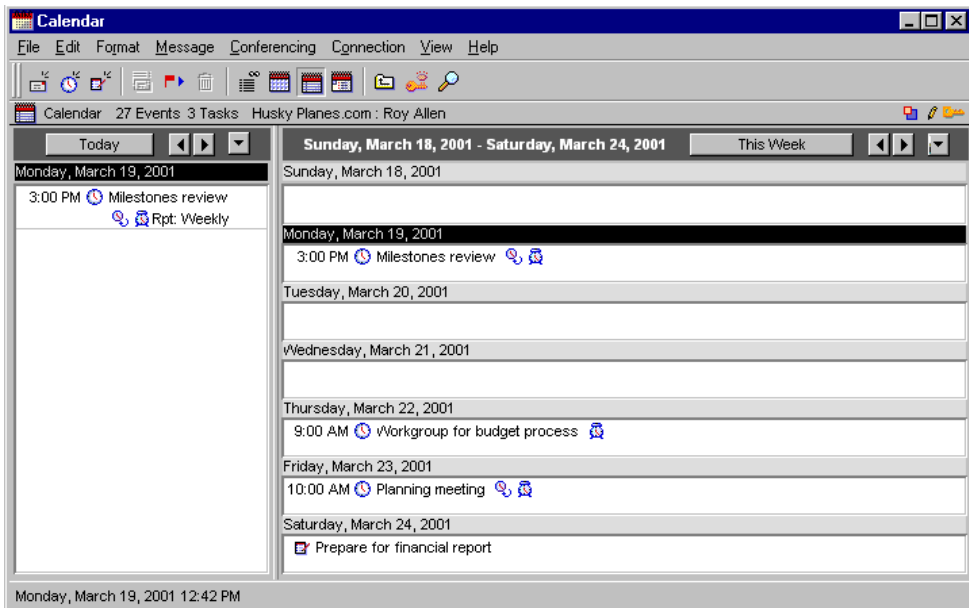 Calendar
File Edit Format Message Conferencing Connection View Help
Calendar 27 Events 3 Tasks Husky Planes.com : Roy Allen
Today
Monday, March 19, 2001
3:00 PM Milestones review
Rpt: Weekly
Sunday, March 18, 2001 - Saturday, March 24, 2001 This Week
Sunday, March 18, 2001
Monday, March 19, 2001
3:00 PM Milestones review
Tuesday, March 20, 2001
Wednesday, March 21, 2001
Thursday, March 22, 2001
9:00 AM Workgroup for budget process
Friday, March 23, 2001
10:00 AM Planning meeting
Saturday, March 24, 2001
Prepare for financial report
Monday, March 19, 2001 12:42 PM